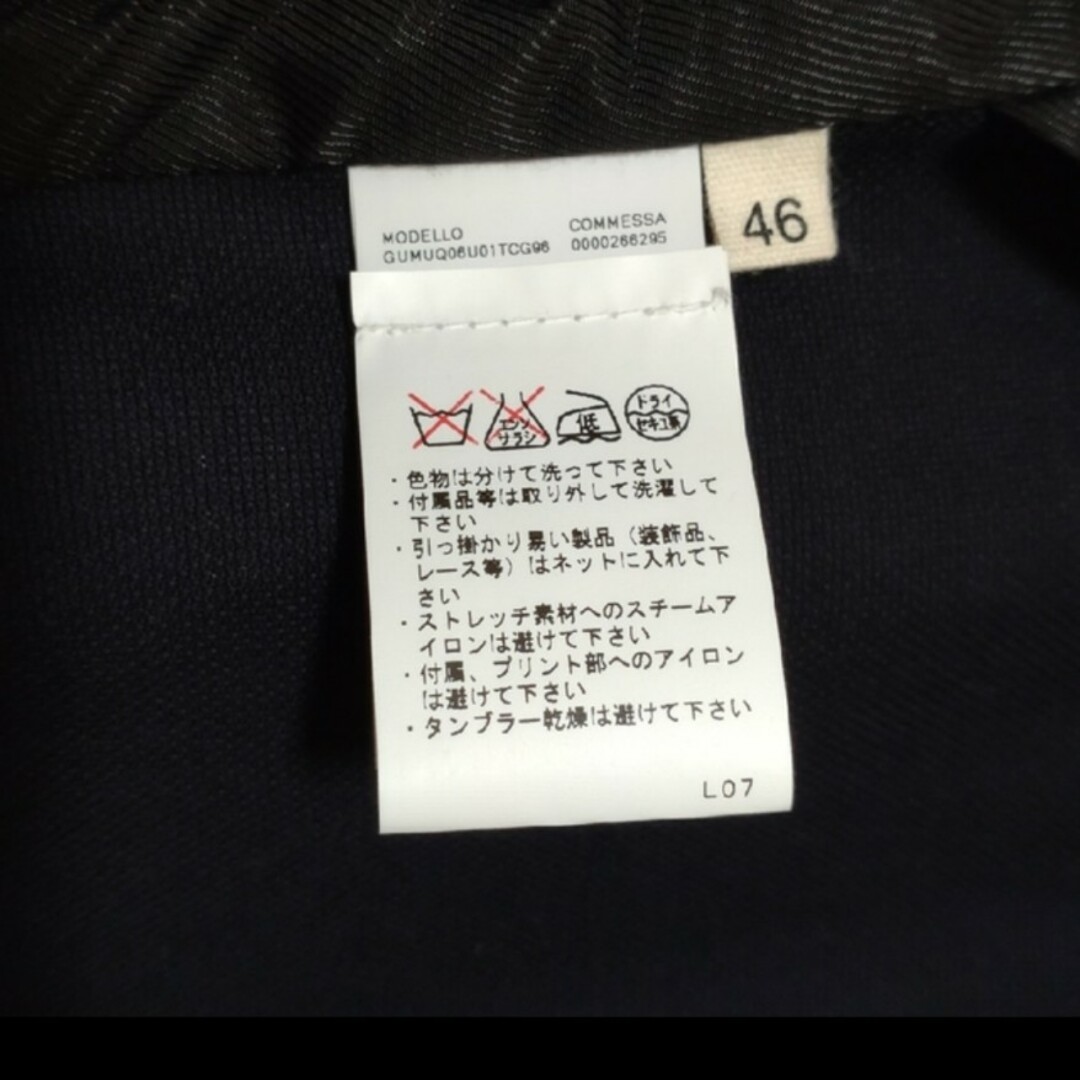 MODELLO COMMESSA
GUMUQ06U01TCG96 0000266295
46
エンソ
サラシ
低
ドライ
セキユ系
・色物は分けて洗って下さい
・付属品等は取り外して洗濯して
下さい
・引っ掛かり易い製品（装飾品、
レース等）はネットに入れて下
さい
・ストレッチ素材へのスチームア
イロンは避けて下さい
・付属、プリント部へのアイロン
は避けて下さい
・タンブラー乾燥は避けて下さい
L07